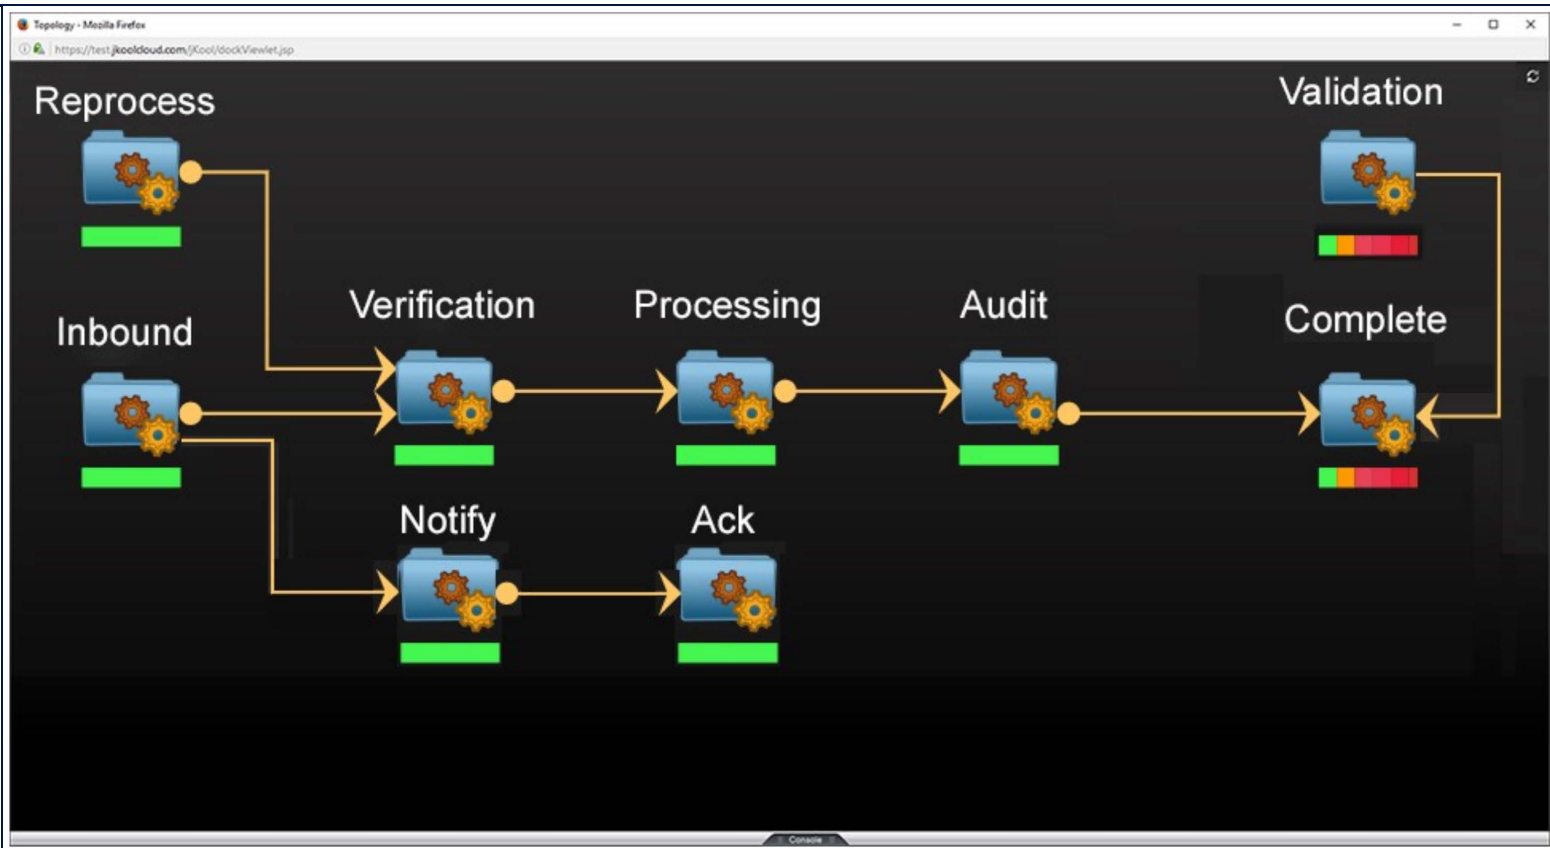 Topology - Mozilla Firefox
https://test.jkoolcloud.com/jKool/dockViewlet.jsp
Reprocess
Validation
Verification
Processing
Audit
Inbound
Complete
Notify
Ack
Console